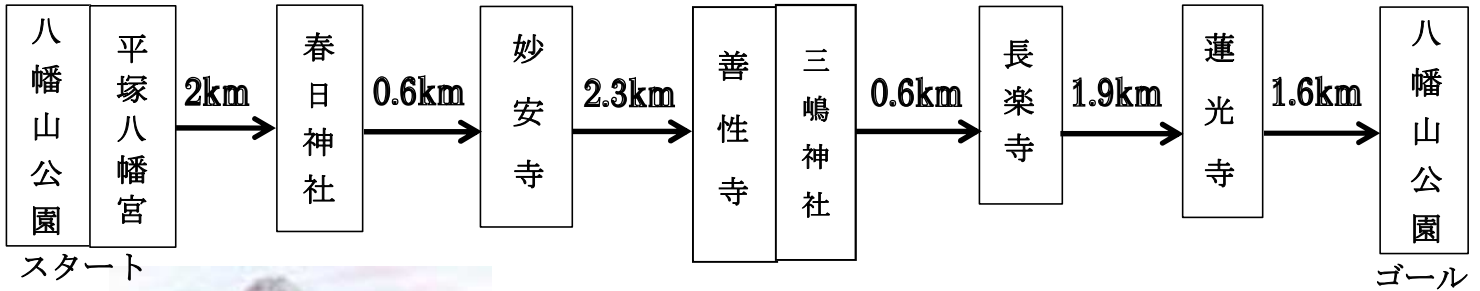 八幡山公園
平塚八幡宮
2km
春日神社
0.6km
妙安寺
2.3km
善性寺
三嶋神社
0.6km
長楽寺
1.9km
蓮光寺
1.6km
八幡山公園
スタート
ゴール